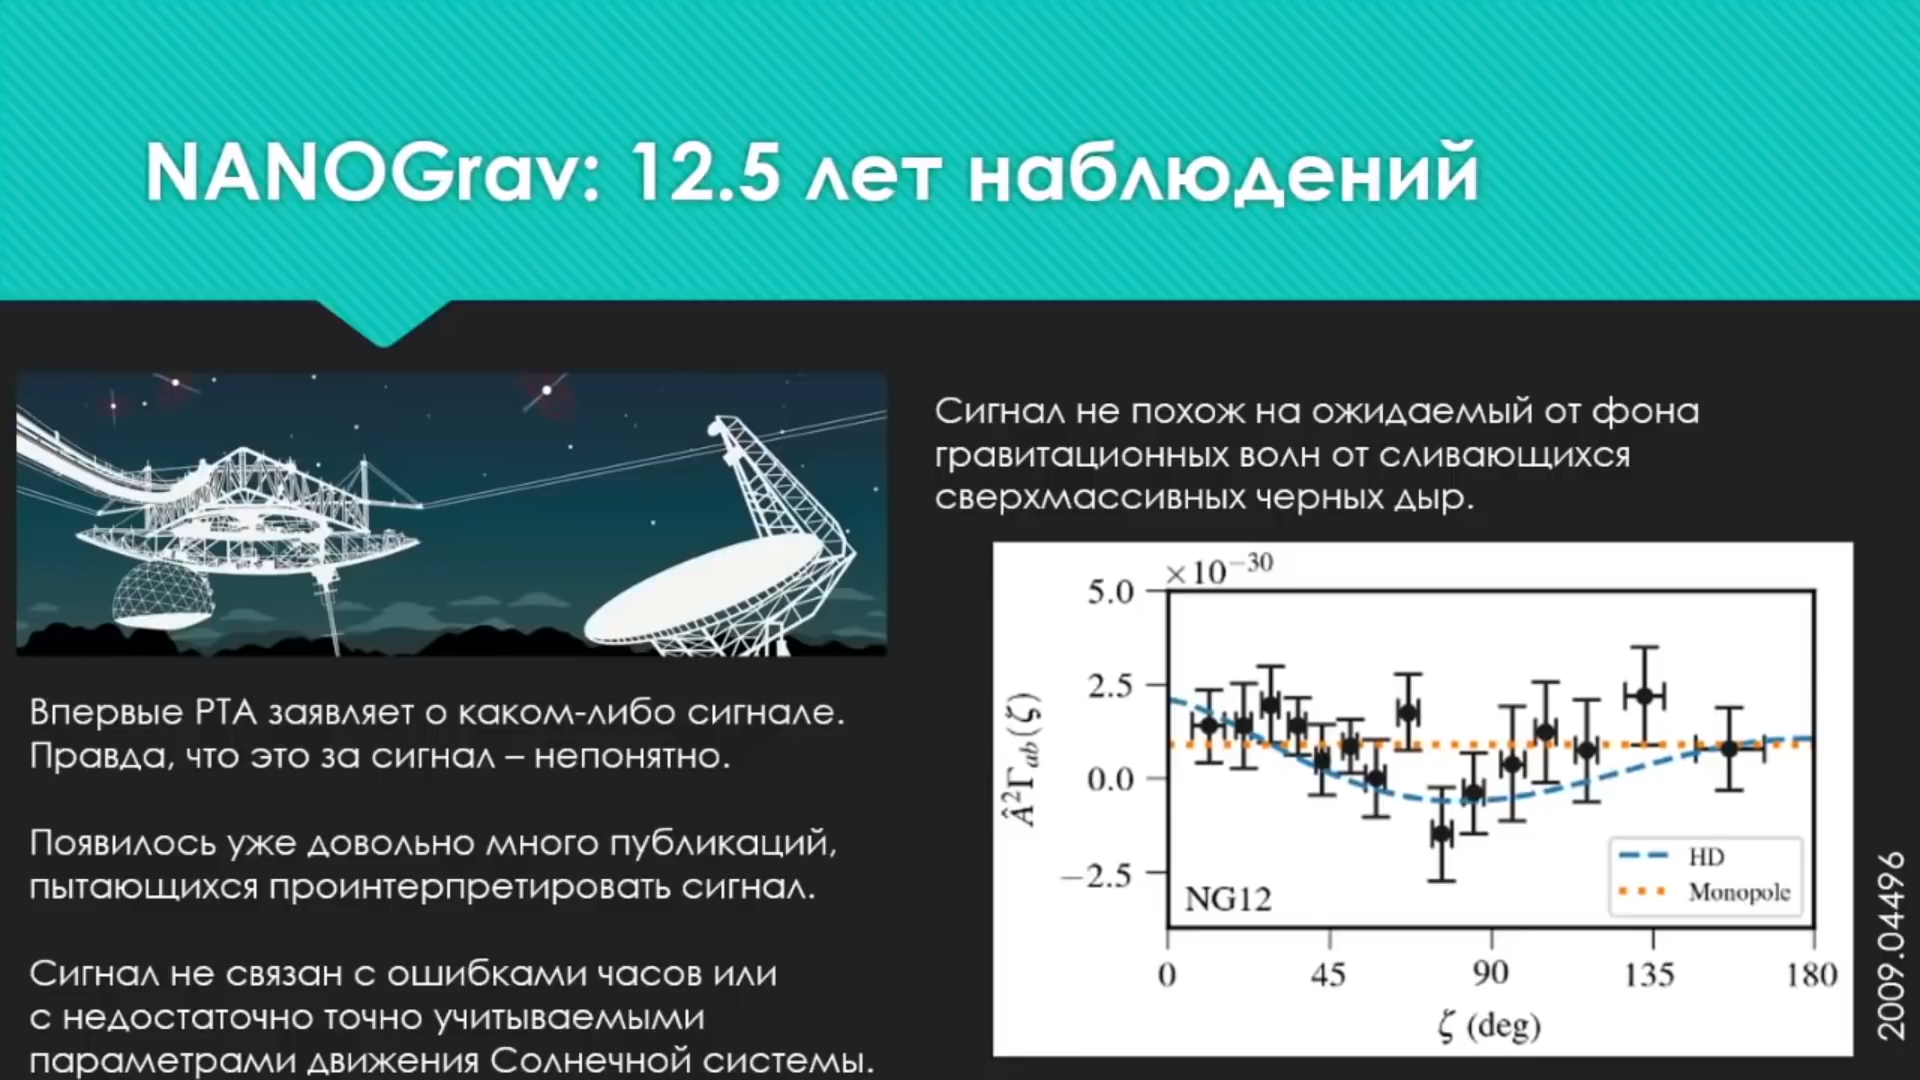 NANOGrav: 12.5 лет наблюдений
Впервые PTA заявляет о каком-либо сигнале.
Правда, что это за сигнал – непонятно.
Появилось уже довольно много публикаций,
пытающихся проинтерпретировать сигнал.
Сигнал не связан с ошибками часов или
с недостаточно точно учитываемыми
параметрами движения Солнечной системы.
Сигнал не похож на ожидаемый от фона
гравитационных волн от сливающихся
сверхмассивных черных дыр.
×10⁻³⁰
5.0
2.5
0.0
−2.5
Â²Γab(ζ)
NG12
HD
Monopole
0 45 90 135 180
ζ (deg)
2009.04496